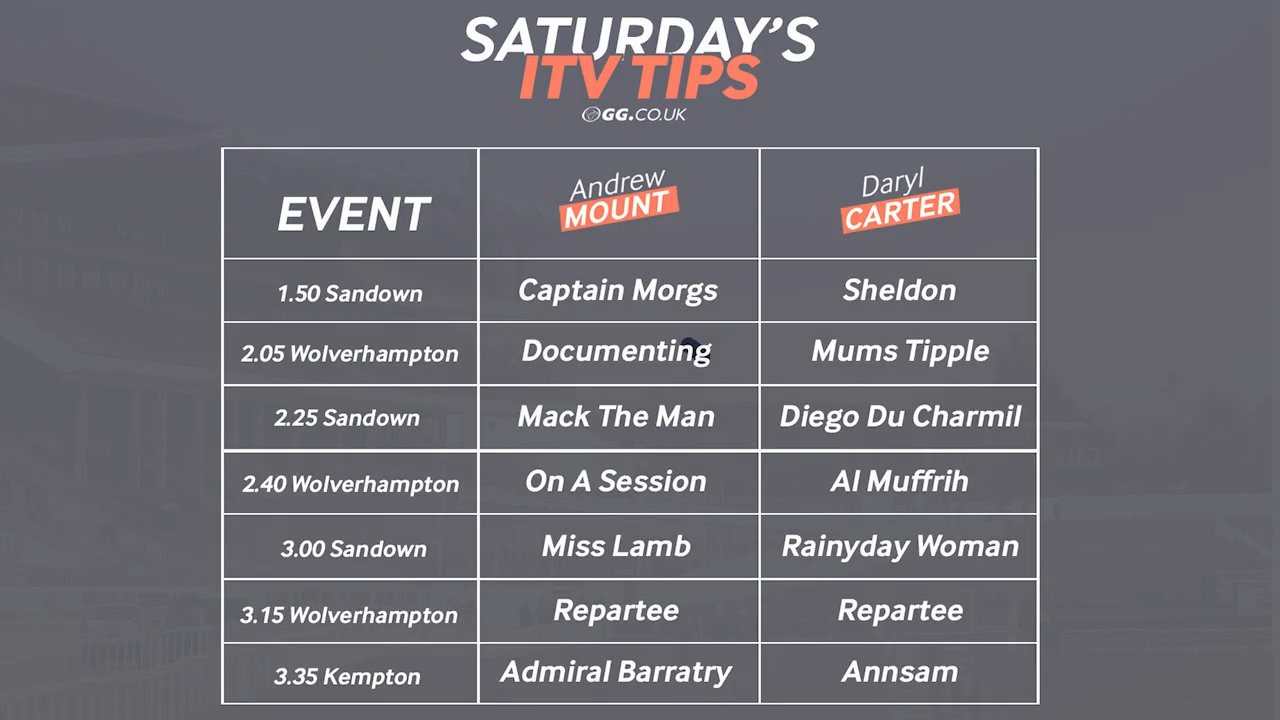 SATURDAY'S
ITV TIPS
GG.CO.UK
EVENT
Andrew
MOUNT
Daryl
CARTER
1.50 Sandown Captain Morgs Sheldon
2.05 Wolverhampton Documenting Mums Tipple
2.25 Sandown Mack The Man Diego Du Charmil
2.40 Wolverhampton On A Session Al Muffrih
3.00 Sandown Miss Lamb Rainyday Woman
3.15 Wolverhampton Repartee Repartee
3.35 Kempton Admiral Barratry Annsam